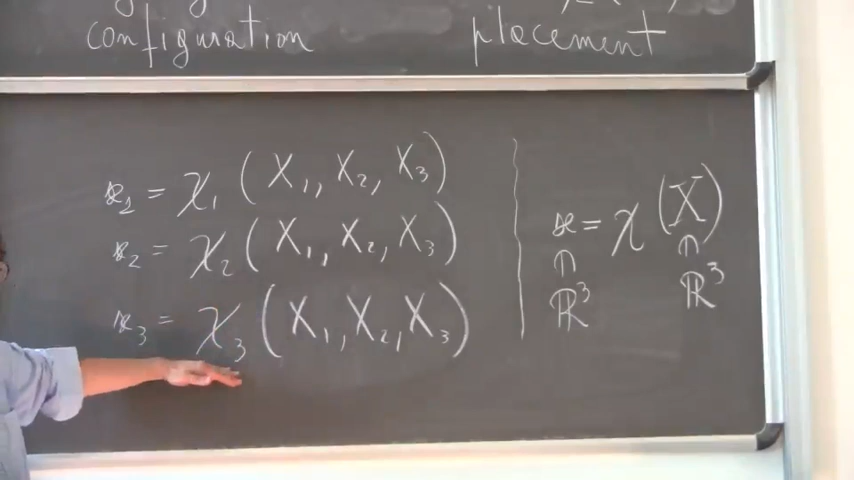 configuration
placement
x₁ = χ₁ (X₁, X₂, X₃)
x₂ = χ₂ (X₁, X₂, X₃)
x₃ = χ₃ (X₁, X₂, X₃)
x = χ (X)
∩ ∩
ℝ³ ℝ³